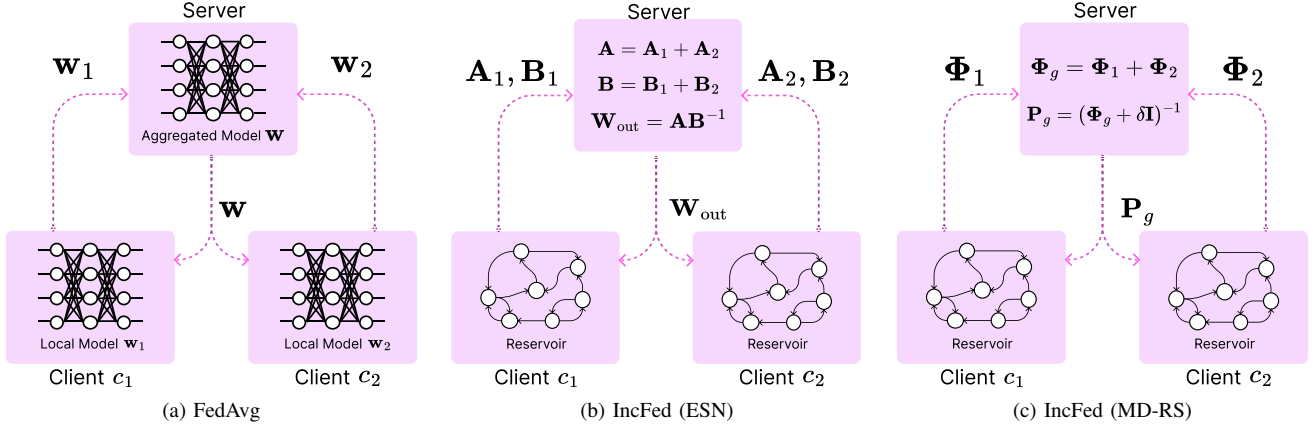 Server
𝐰₁
𝐰₂
Aggregated Model 𝐰
𝐰
Local Model 𝐰₁
Local Model 𝐰₂
Client c₁
Client c₂
(a) FedAvg
Server
𝐀₁, 𝐁₁
𝐀₂, 𝐁₂
𝐀 = 𝐀₁ + 𝐀₂
𝐁 = 𝐁₁ + 𝐁₂
𝐖out = 𝐀𝐁⁻¹
𝐖out
Reservoir
Reservoir
Client c₁
Client c₂
(b) IncFed (ESN)
Server
𝚽₁
𝚽₂
𝚽g = 𝚽₁ + 𝚽₂
𝐏g = (𝚽g + δ𝐈)⁻¹
𝐏g
Reservoir
Reservoir
Client c₁
Client c₂
(c) IncFed (MD-RS)